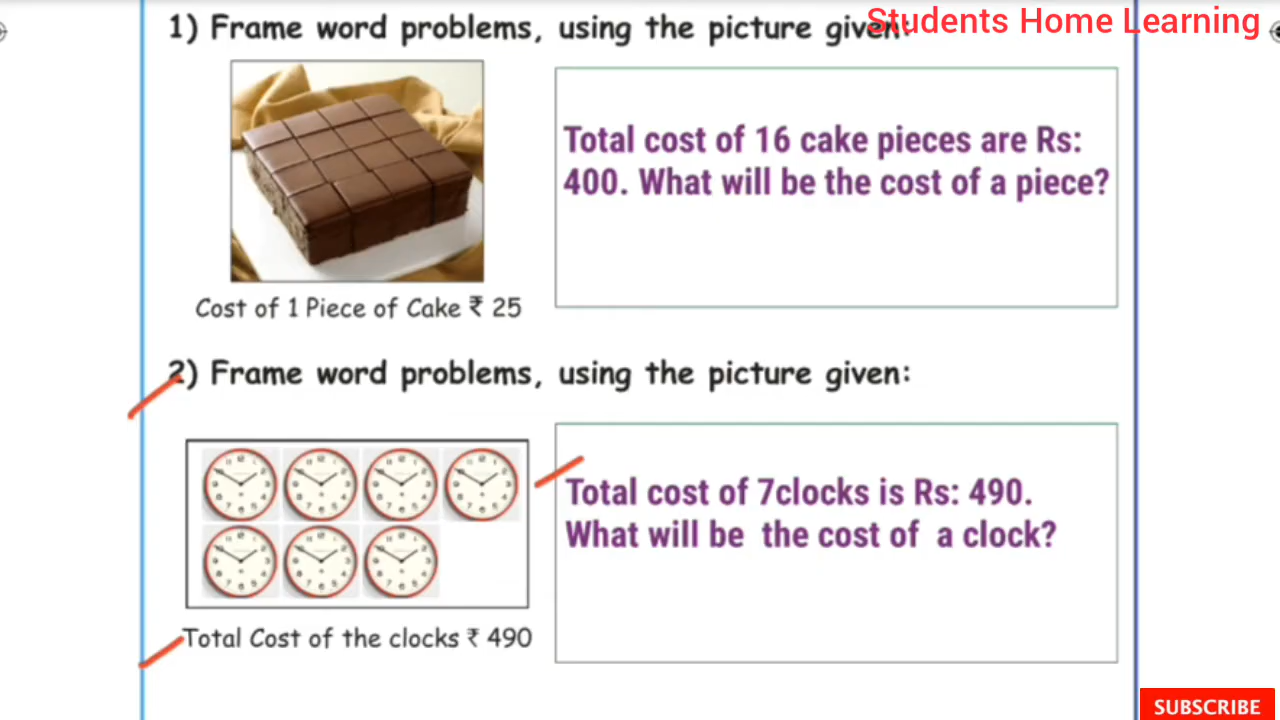 Students Home Learning
1) Frame word problems, using the picture given:
Total cost of 16 cake pieces are Rs:
400. What will be the cost of a piece?
Cost of 1 Piece of Cake ₹ 25
2) Frame word problems, using the picture given:
Total cost of 7clocks is Rs: 490.
What will be the cost of a clock?
Total Cost of the clocks ₹ 490
SUBSCRIBE